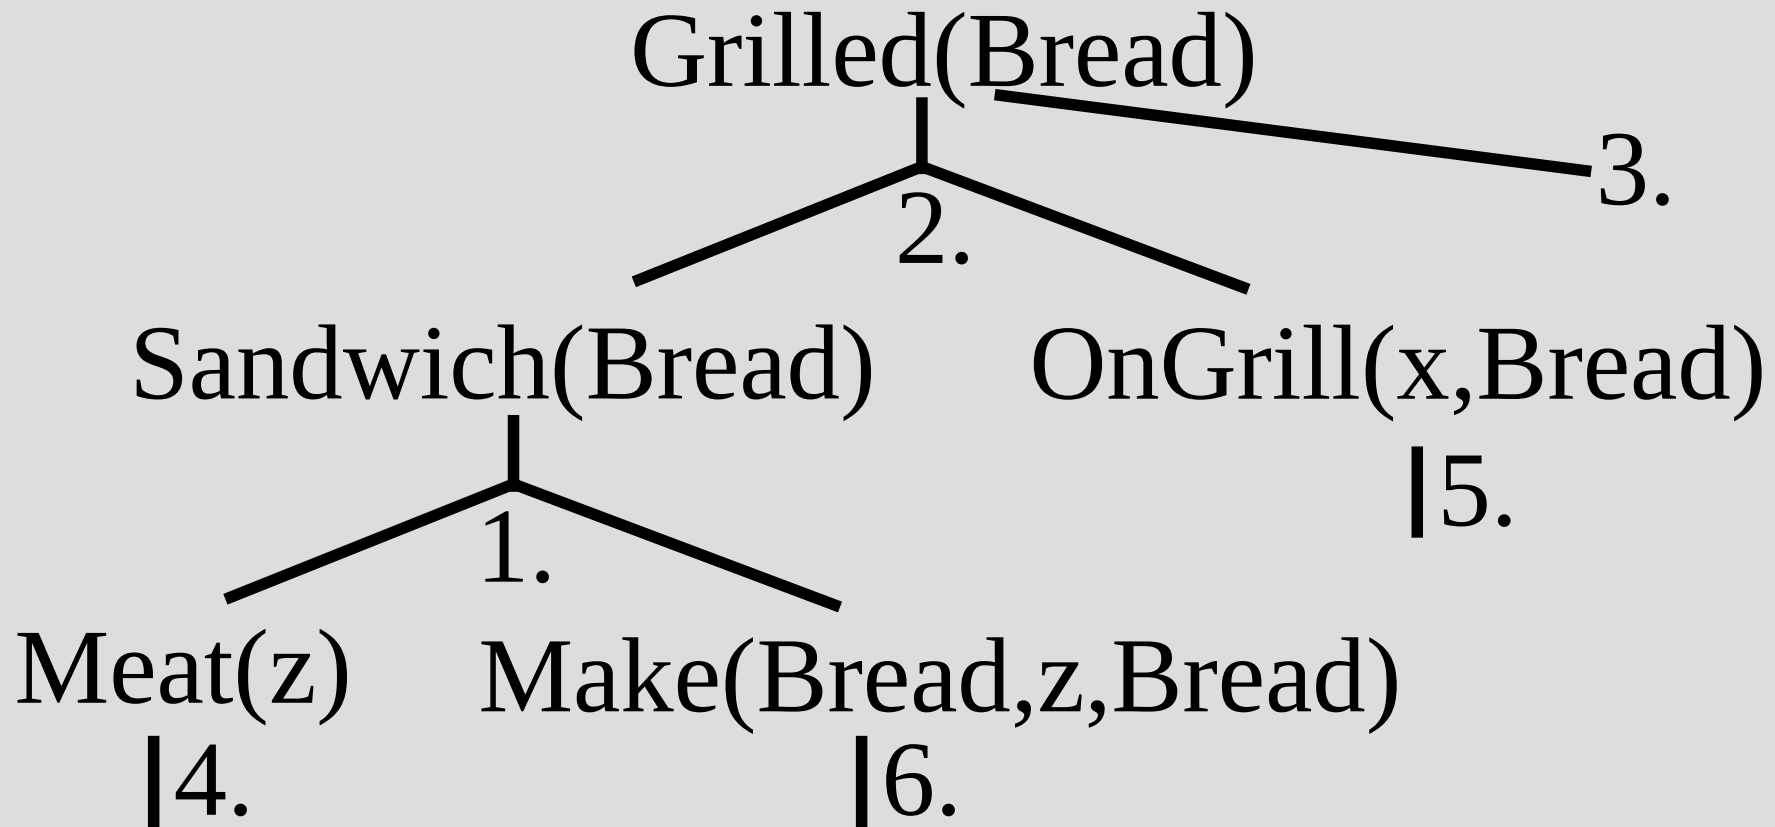 Grilled(Bread)
3.
2.
Sandwich(Bread)
OnGrill(x,Bread)
5.
1.
Meat(z)
Make(Bread,z,Bread)
4.
6.